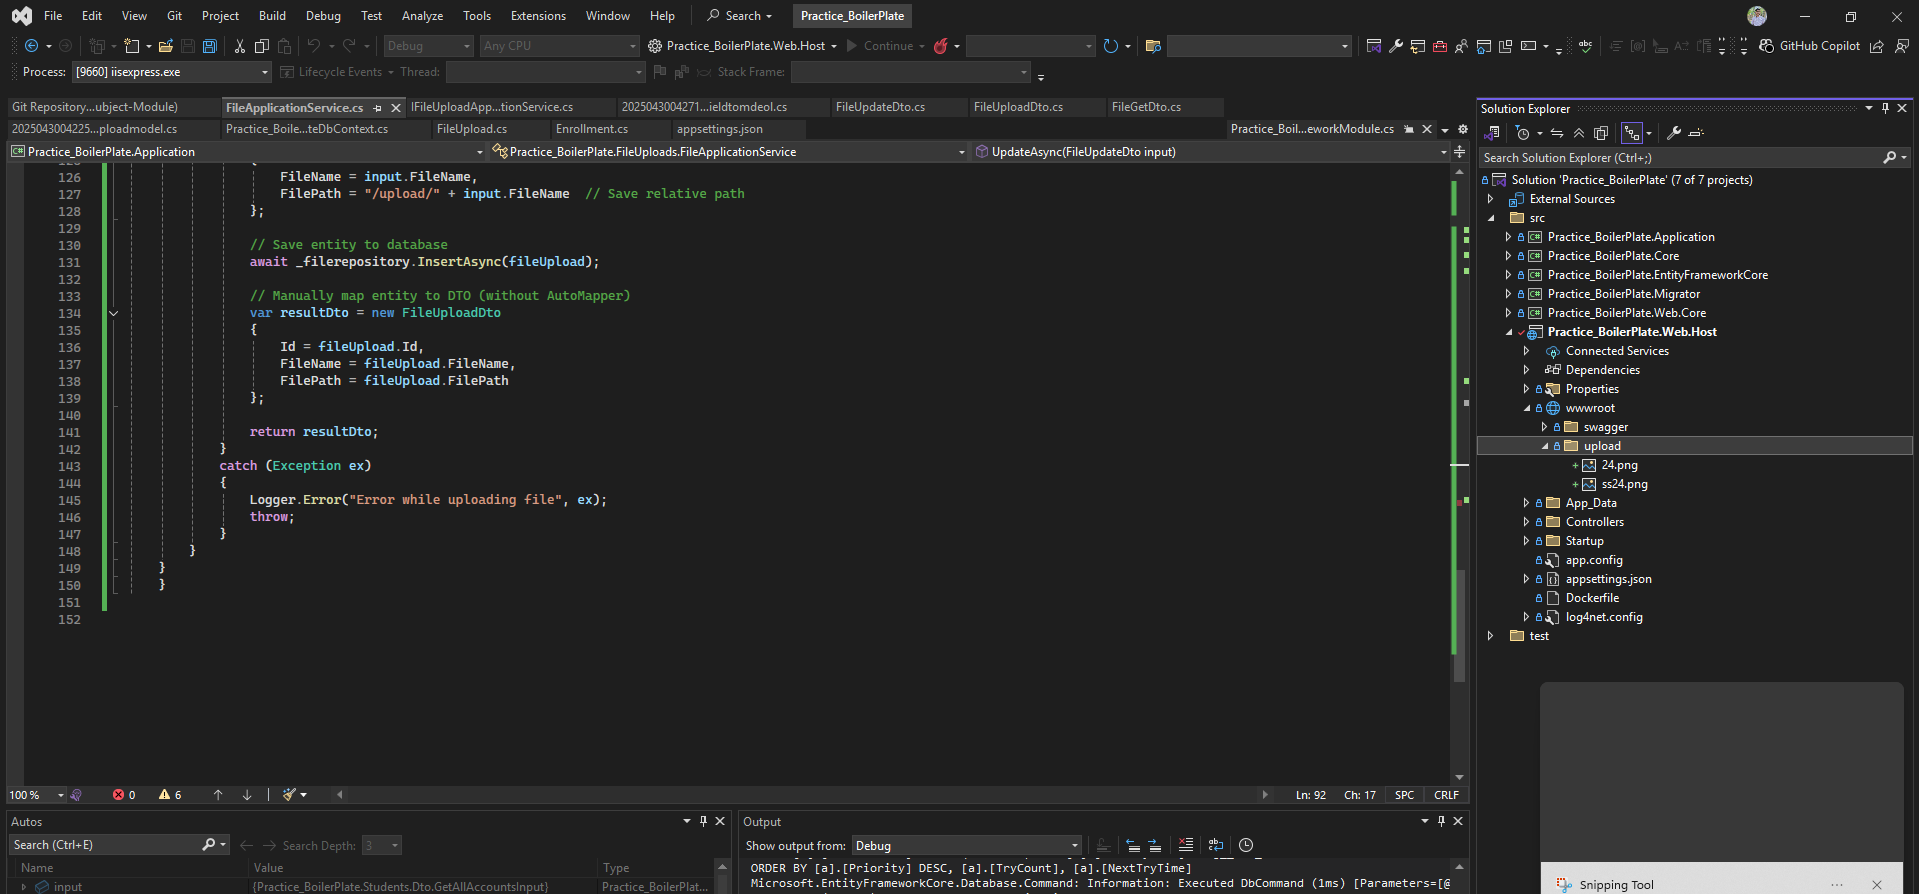 File Edit View Git Project Build Debug Test Analyze Tools Extensions Window Help Search Practice_BoilerPlate
Debug Any CPU Practice_BoilerPlate.Web.Host Continue GitHub Copilot
Process: [9660] iisexpress.exe Lifecycle Events Thread: Stack Frame:
Git Repository...ubject-Module) FileApplicationService.cs IFileUploadApp...tionService.cs 2025043004271...ieldtomdeol.cs FileUpdateDto.cs FileUploadDto.cs FileGetDto.cs
2025043004225...ploadmodel.cs Practice_Boile...teDbContext.cs FileUpload.cs Enrollment.cs appsettings.json Practice_Boil...eworkModule.cs
Practice_BoilerPlate.Application Practice_BoilerPlate.FileUploads.FileApplicationService UpdateAsync(FileUpdateDto input)
126 FileName = input.FileName,
127 FilePath = "/upload/" + input.FileName // Save relative path
128 };
129
130 // Save entity to database
131 await _filerepository.InsertAsync(fileUpload);
132
133 // Manually map entity to DTO (without AutoMapper)
134 var resultDto = new FileUploadDto
135 {
136 Id = fileUpload.Id,
137 FileName = fileUpload.FileName,
138 FilePath = fileUpload.FilePath
139 };
140
141 return resultDto;
142 }
143 catch (Exception ex)
144 {
145 Logger.Error("Error while uploading file", ex);
146 throw;
147 }
148 }
149 }
150 }
151
152
100 % 0 6 Ln: 92 Ch: 17 SPC CRLF
Autos
Search (Ctrl+E) Search Depth: 3
Name Value Type
input {Practice_BoilerPlate.Students.Dto.GetAllAccountsInput} Practice_BoilerPlat...
Output
Show output from: Debug
ORDER BY [a].[Priority] DESC, [a].[TryCount], [a].[NextTryTime]
Microsoft.EntityFrameworkCore.Database.Command: Information: Executed DbCommand (1ms) [Parameters=[@
Solution Explorer
Search Solution Explorer (Ctrl+;)
Solution 'Practice_BoilerPlate' (7 of 7 projects)
External Sources
src
Practice_BoilerPlate.Application
Practice_BoilerPlate.Core
Practice_BoilerPlate.EntityFrameworkCore
Practice_BoilerPlate.Migrator
Practice_BoilerPlate.Web.Core
Practice_BoilerPlate.Web.Host
Connected Services
Dependencies
Properties
wwwroot
swagger
upload
24.png
ss24.png
App_Data
Controllers
Startup
app.config
appsettings.json
Dockerfile
log4net.config
test
Snipping Tool